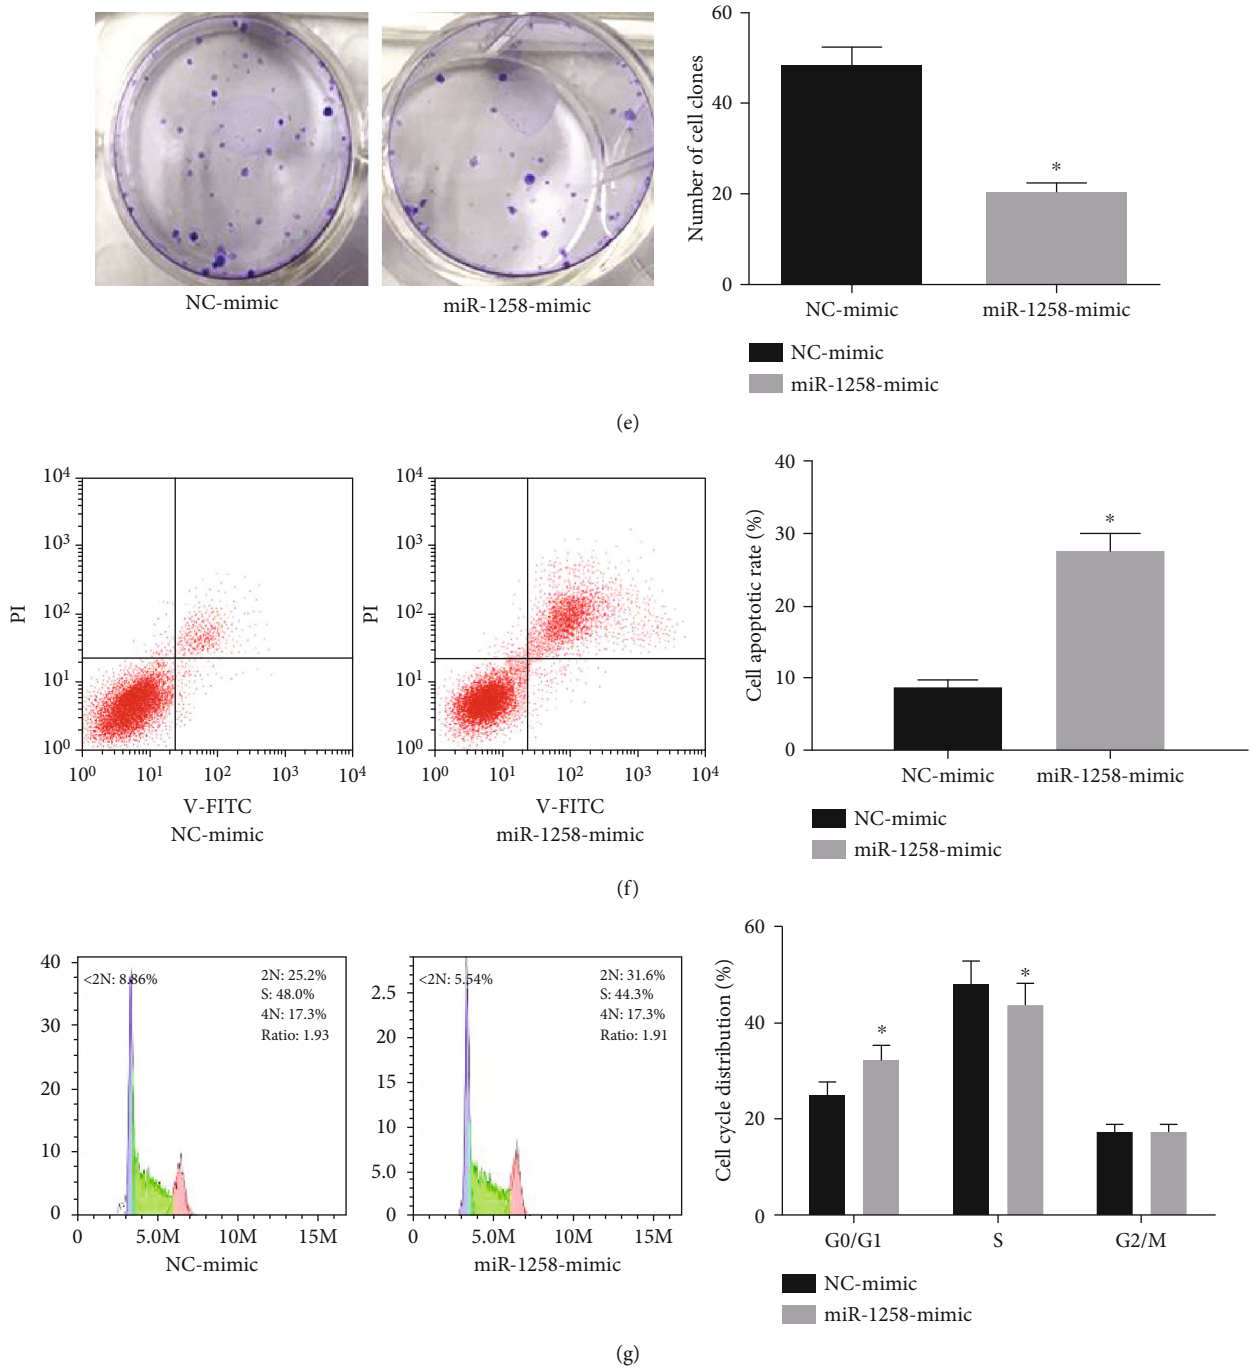 60
40
20
0
Number of cell clones
*
NC-mimic
miR-1258-mimic
NC-mimic
miR-1258-mimic
NC-mimic
miR-1258-mimic
(e)
10⁴
10³
10²
10¹
10⁰
PI
10⁰ 10¹ 10² 10³ 10⁴
V-FITC
NC-mimic
10⁴
10³
10²
10¹
10⁰
PI
10⁰ 10¹ 10² 10³ 10⁴
V-FITC
miR-1258-mimic
40
30
20
10
0
Cell apoptotic rate (%)
*
NC-mimic
miR-1258-mimic
NC-mimic
miR-1258-mimic
(f)
40
30
20
10
0
<2N: 8.86%
2N: 25.2%
S: 48.0%
4N: 17.3%
Ratio: 1.93
0 5.0M 10M 15M
NC-mimic
2.5
20
15
10
5.0
0
<2N: 5.54%
2N: 31.6%
S: 44.3%
4N: 17.3%
Ratio: 1.91
0 5.0M 10M 15M
miR-1258-mimic
60
40
20
0
Cell cycle distribution (%)
*
*
G0/G1
S
G2/M
NC-mimic
miR-1258-mimic
(g)